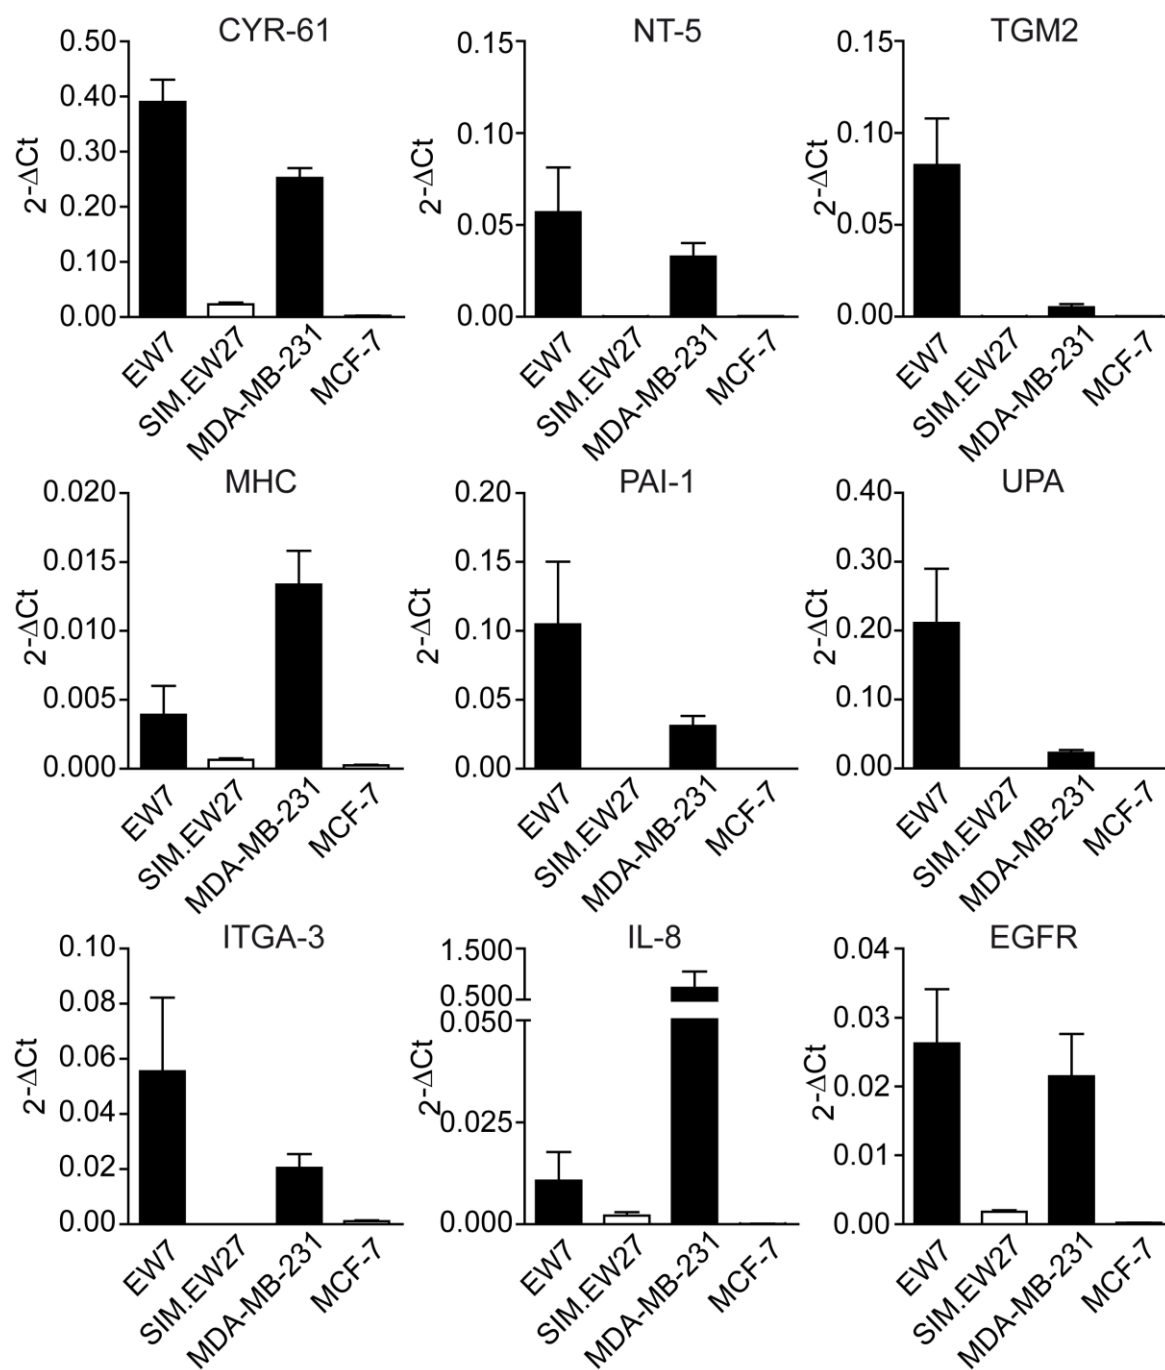 CYR-61
0.50
0.40
0.30
0.20
0.10
0.00
2-ΔCt
EW7
SIM.EW27
MDA-MB-231
MCF-7
NT-5
0.15
0.10
0.05
0.00
2-ΔCt
EW7
SIM.EW27
MDA-MB-231
MCF-7
TGM2
0.15
0.10
0.05
0.00
2-ΔCt
EW7
SIM.EW27
MDA-MB-231
MCF-7
MHC
0.020
0.015
0.010
0.005
0.000
2-ΔCt
EW7
SIM.EW27
MDA-MB-231
MCF-7
PAI-1
0.20
0.15
0.10
0.05
0.00
2-ΔCt
EW7
SIM.EW27
MDA-MB-231
MCF-7
UPA
0.40
0.30
0.20
0.10
0.00
2-ΔCt
EW7
SIM.EW27
MDA-MB-231
MCF-7
ITGA-3
0.10
0.08
0.06
0.04
0.02
0.00
2-ΔCt
EW7
SIM.EW27
MDA-MB-231
MCF-7
IL-8
1.500
0.500
0.050
0.025
0.000
2-ΔCt
EW7
SIM.EW27
MDA-MB-231
MCF-7
EGFR
0.04
0.03
0.02
0.01
0.00
2-ΔCt
EW7
SIM.EW27
MDA-MB-231
MCF-7